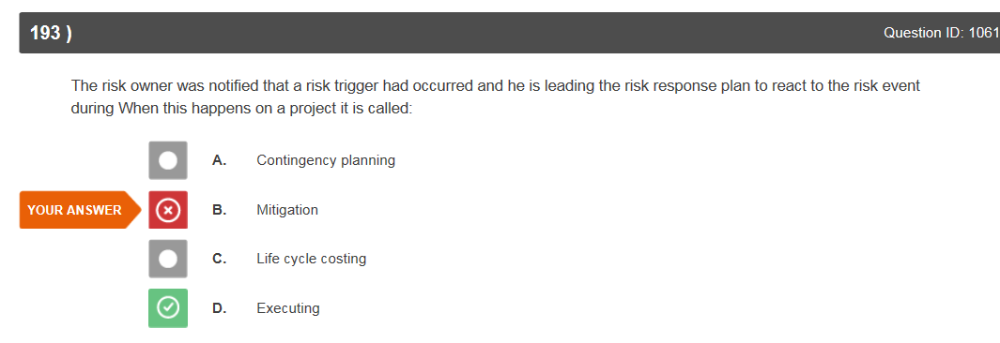 193 )
Question ID: 1061
The risk owner was notified that a risk trigger had occurred and he is leading the risk response plan to react to the risk event
during When this happens on a project it is called:
A. Contingency planning
YOUR ANSWER B. Mitigation
C. Life cycle costing
D. Executing